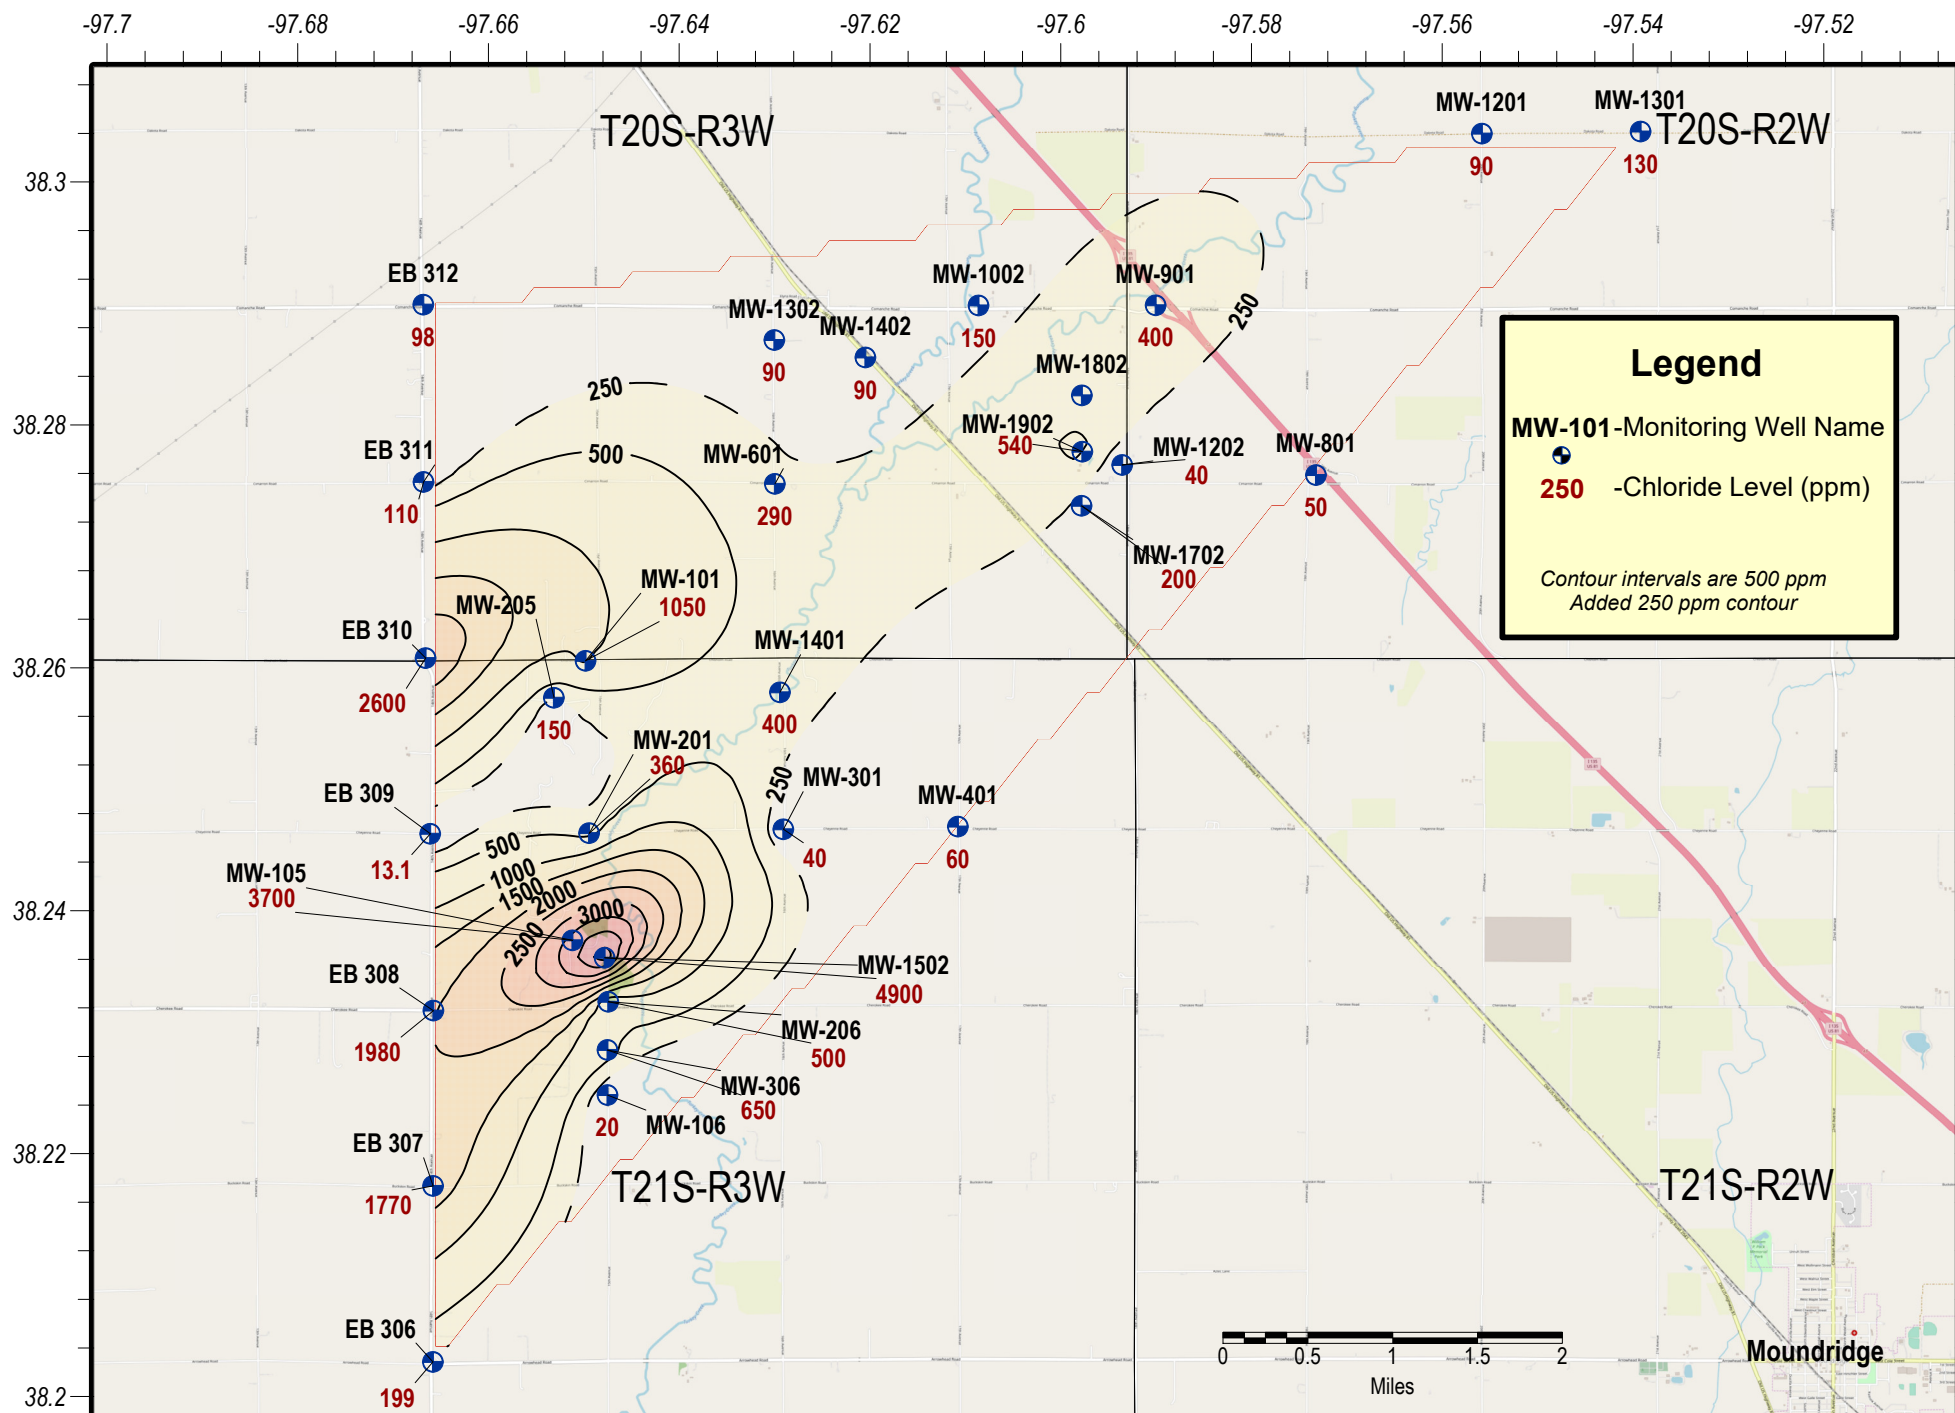 -97.7
-97.68
-97.66
-97.64
-97.62
-97.6
-97.58
-97.56
-97.54
-97.52
T20S-R3W
MW-1201
MW-1301
T20S-R2W
90
130
38.3
EB 312
98
MW-1302
90
MW-1402
90
MW-1002
150
MW-901
400
250
Legend
MW-101 -Monitoring Well Name
250 -Chloride Level (ppm)
Contour intervals are 500 ppm
Added 250 ppm contour
MW-1802
250
38.28
EB 311
110
500
MW-601
290
MW-1902
540
MW-1202
40
MW-801
50
MW-1702
200
MW-101
1050
MW-205
150
EB 310
2600
38.26
MW-1401
400
MW-201
360
250
MW-301
40
MW-401
60
EB 309
13.1
500
1000
1500
2000
2500
3000
MW-105
3700
38.24
EB 308
1980
MW-1502
4900
MW-206
500
MW-306
650
MW-106
20
EB 307
1770
38.22
T21S-R3W
T21S-R2W
EB 306
199
38.2
0
0.5
1
1.5
2
Miles
Moundridge